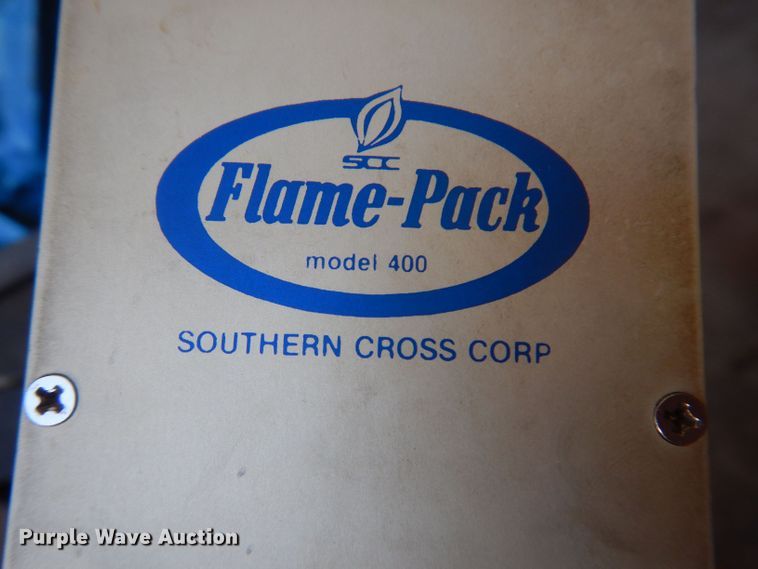 SCC
Flame-Pack
model 400
SOUTHERN CROSS CORP
Purple Wave Auction